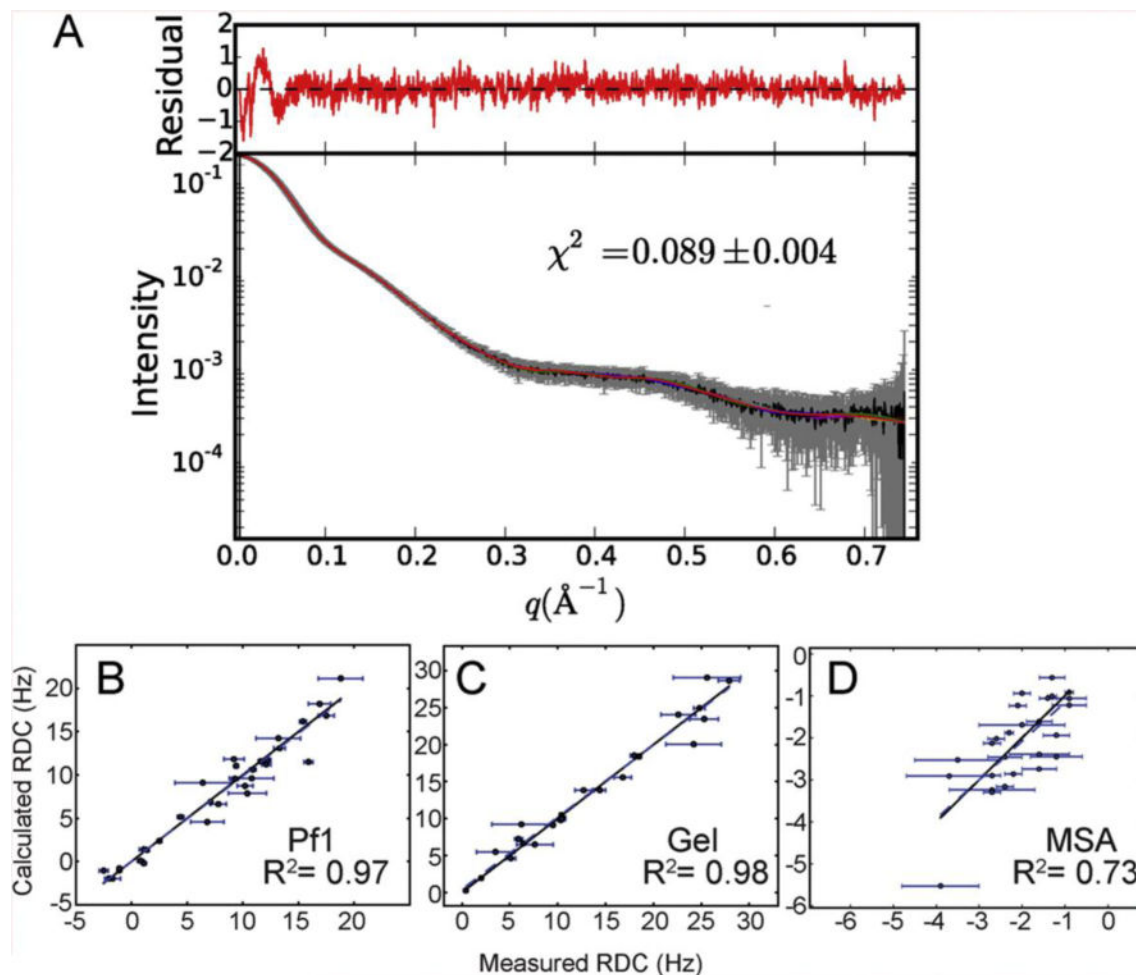 A
Residual
2
1
0
−1
−2
Intensity
10⁻¹
10⁻²
10⁻³
10⁻⁴
χ² =0.089 ±0.004
0.0 0.1 0.2 0.3 0.4 0.5 0.6 0.7
q(Å⁻¹)
Calculated RDC (Hz)
B
20
15
10
5
0
-5
Pf1
R²= 0.97
-5 0 5 10 15 20
C
30
25
20
15
10
5
0
Gel
R²= 0.98
0 5 10 15 20 25 30
D
0
-1
-2
-3
-4
-5
-6
MSA
R²= 0.73
-6 -5 -4 -3 -2 -1 0
Measured RDC (Hz)